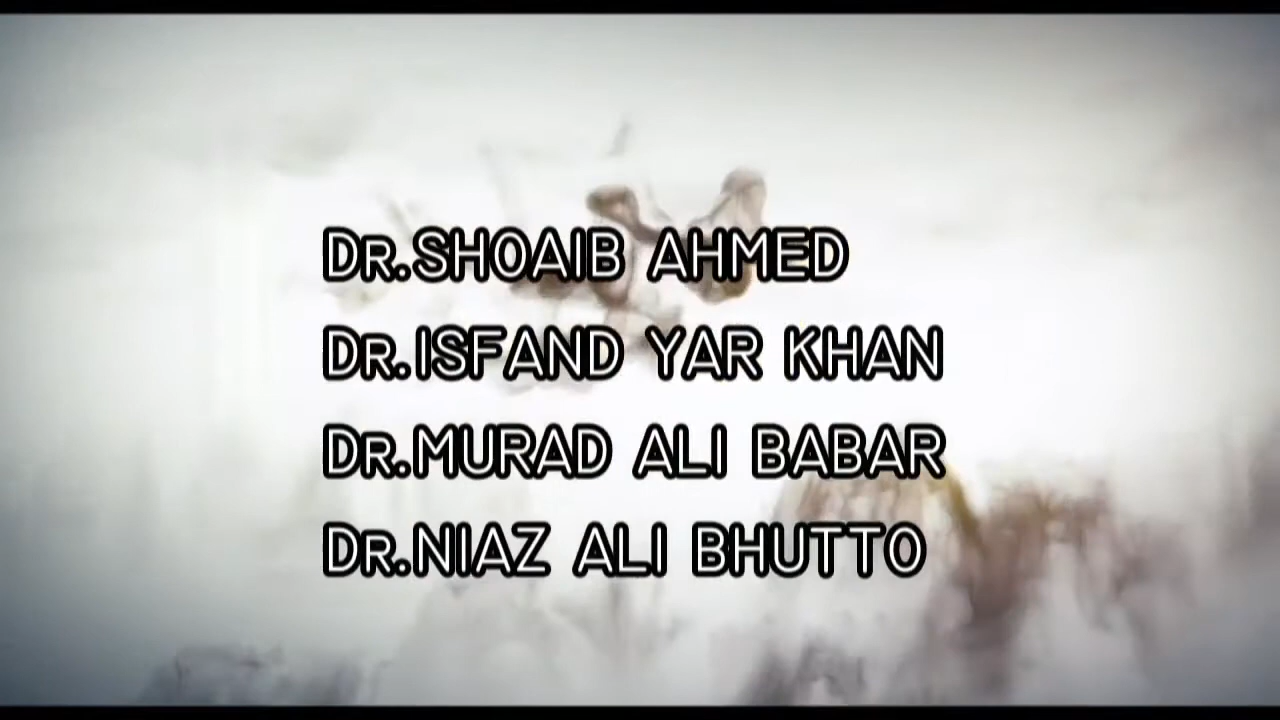 Dr.SHOAIB AHMED
Dr.ISFAND YAR KHAN
Dr.MURAD ALI BABAR
Dr.NIAZ ALI BHUTTO